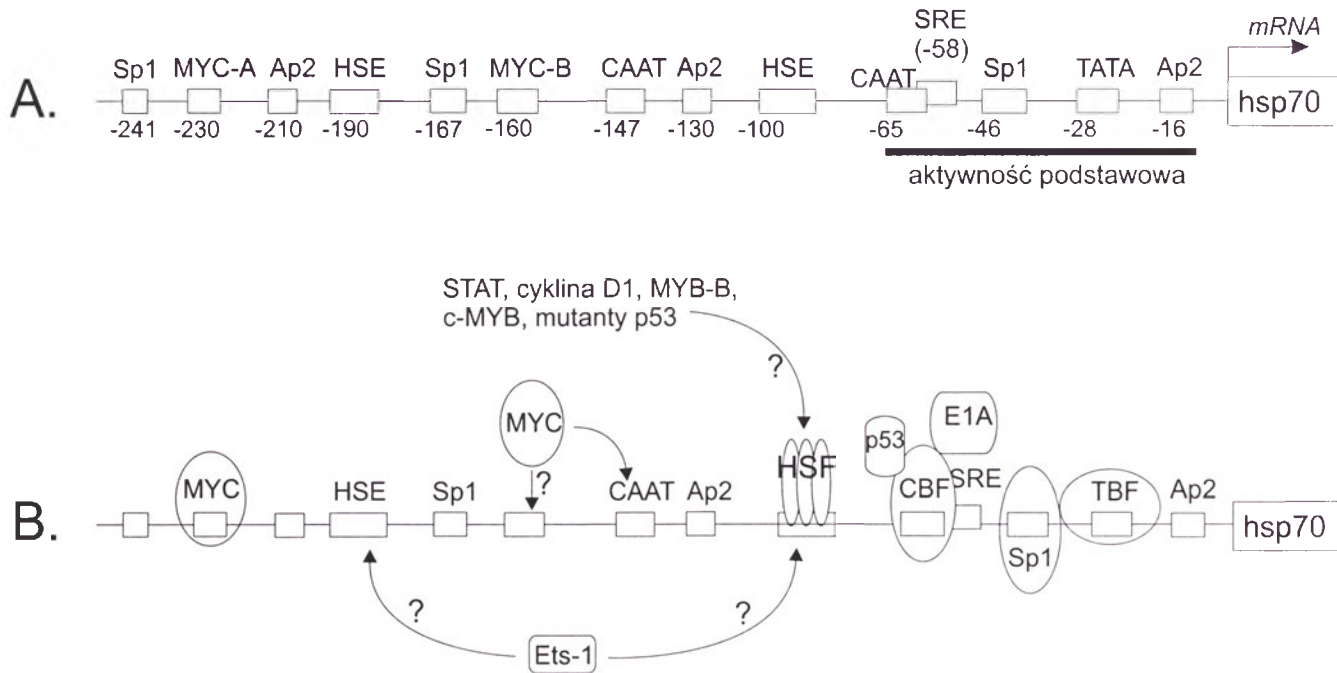 A.
SRE
(-58)
mRNA
Sp1 MYC-A Ap2 HSE Sp1 MYC-B CAAT Ap2 HSE CAAT Sp1 TATA Ap2
hsp70
-241 -230 -210 -190 -167 -160 -147 -130 -100 -65 -46 -28 -16
aktywność podstawowa
B.
STAT, cyklina D1, MYB-B,
c-MYB, mutanty p53
?
MYC
?
p53
E1A
MYC HSE Sp1 CAAT Ap2 HSF CBF SRE TBF Ap2
Sp1
hsp70
? ?
Ets-1